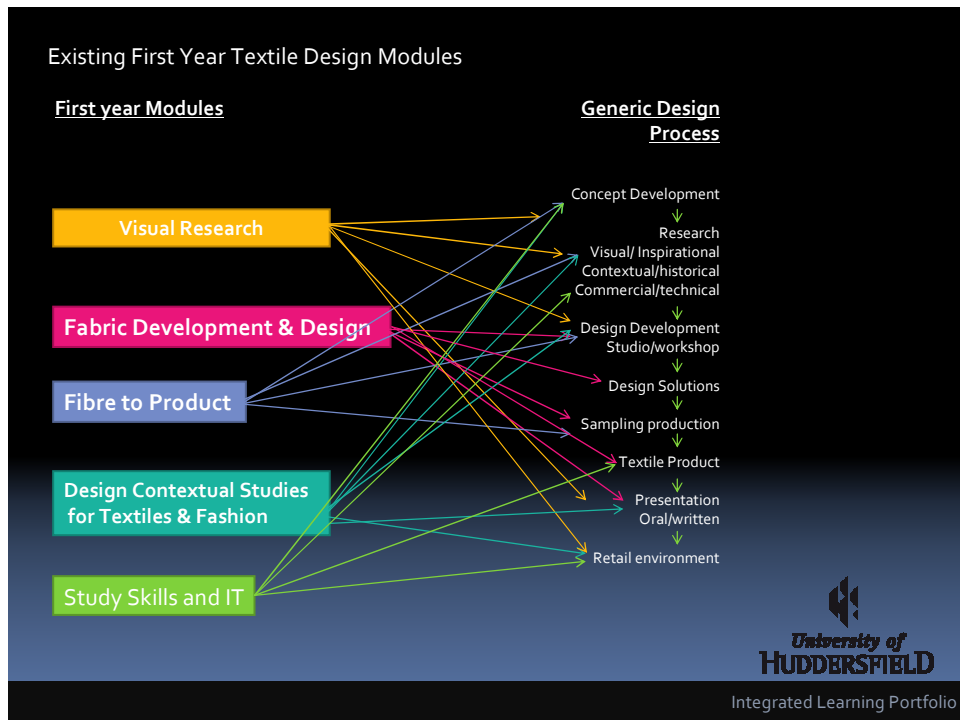 Existing First Year Textile Design Modules
First year Modules
Generic Design
Process
Visual Research
Fabric Development & Design
Fibre to Product
Design Contextual Studies
for Textiles & Fashion
Study Skills and IT
Concept Development
Research
Visual/ Inspirational
Contextual/historical
Commercial/technical
Design Development
Studio/workshop
Design Solutions
Sampling production
Textile Product
Presentation
Oral/written
Retail environment
University of
HUDDERSFIELD
Integrated Learning Portfolio